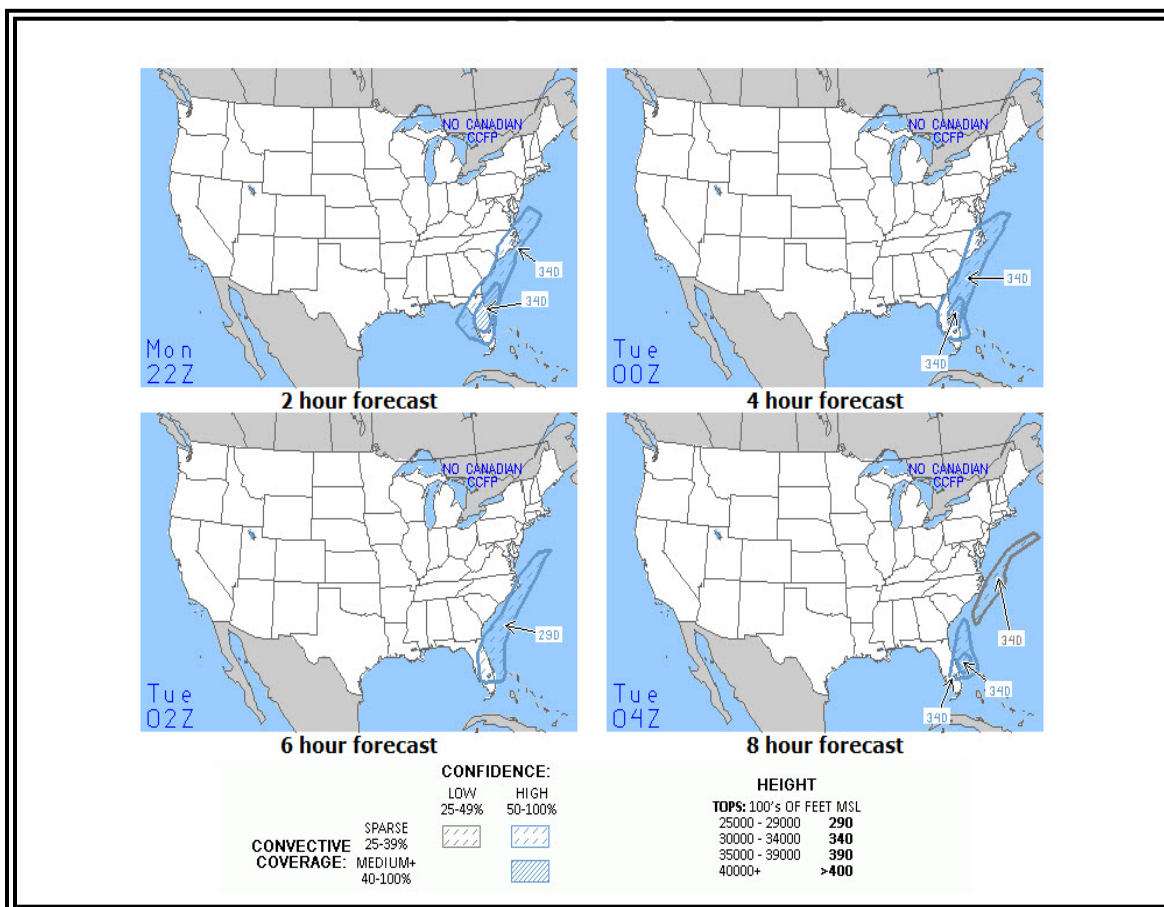 NO CANADIAN
CCFP
340
340
Mon
22Z
2 hour forecast
NO CANADIAN
CCFP
340
340
Tue
00Z
4 hour forecast
NO CANADIAN
CCFP
290
Tue
02Z
6 hour forecast
NO CANADIAN
CCFP
340
340
340
Tue
04Z
8 hour forecast
CONFIDENCE:
LOW
25-49%
HIGH
50-100%
CONVECTIVE
COVERAGE:
SPARSE
25-39%
MEDIUM+
40-100%
HEIGHT
TOPS: 100's OF FEET MSL
25000 - 29000 290
30000 - 34000 340
35000 - 39000 390
40000+ >400